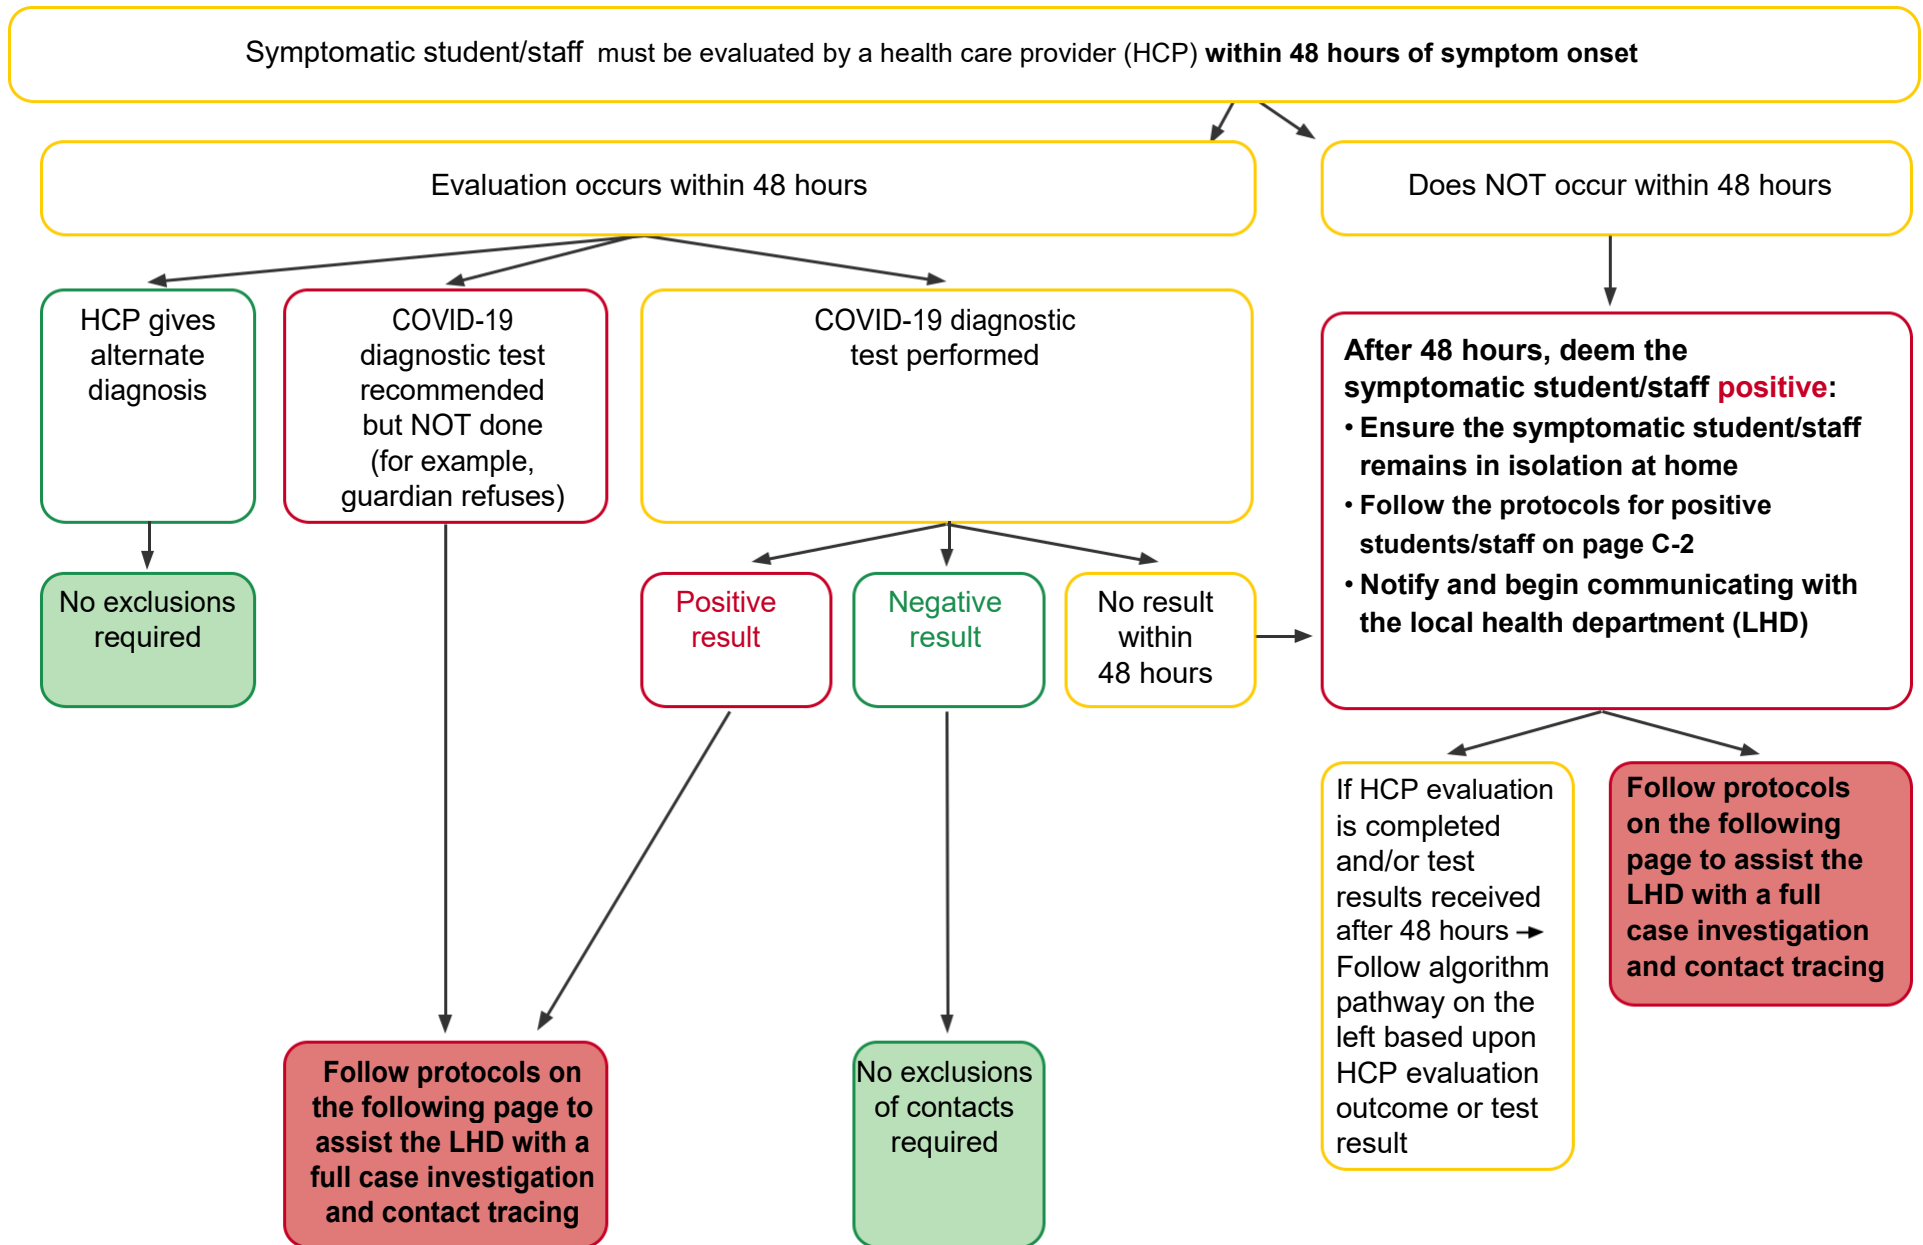 Symptomatic student/staff must be evaluated by a health care provider (HCP) within 48 hours of symptom onset
Evaluation occurs within 48 hours
Does NOT occur within 48 hours
HCP gives
alternate
diagnosis
COVID-19
diagnostic test
recommended
but NOT done
(for example,
guardian refuses)
COVID-19 diagnostic
test performed
After 48 hours, deem the
symptomatic student/staff positive:
• Ensure the symptomatic student/staff
remains in isolation at home
• Follow the protocols for positive
students/staff on page C-2
• Notify and begin communicating with
the local health department (LHD)
No exclusions
required
Positive
result
Negative
result
No result
within
48 hours
If HCP evaluation
is completed
and/or test
results received
after 48 hours →
Follow algorithm
pathway on the
left based upon
HCP evaluation
outcome or test
result
Follow protocols
on the following
page to assist the
LHD with a full
case investigation
and contact tracing
Follow protocols on
the following page to
assist the LHD with a
full case investigation
and contact tracing
No exclusions
of contacts
required